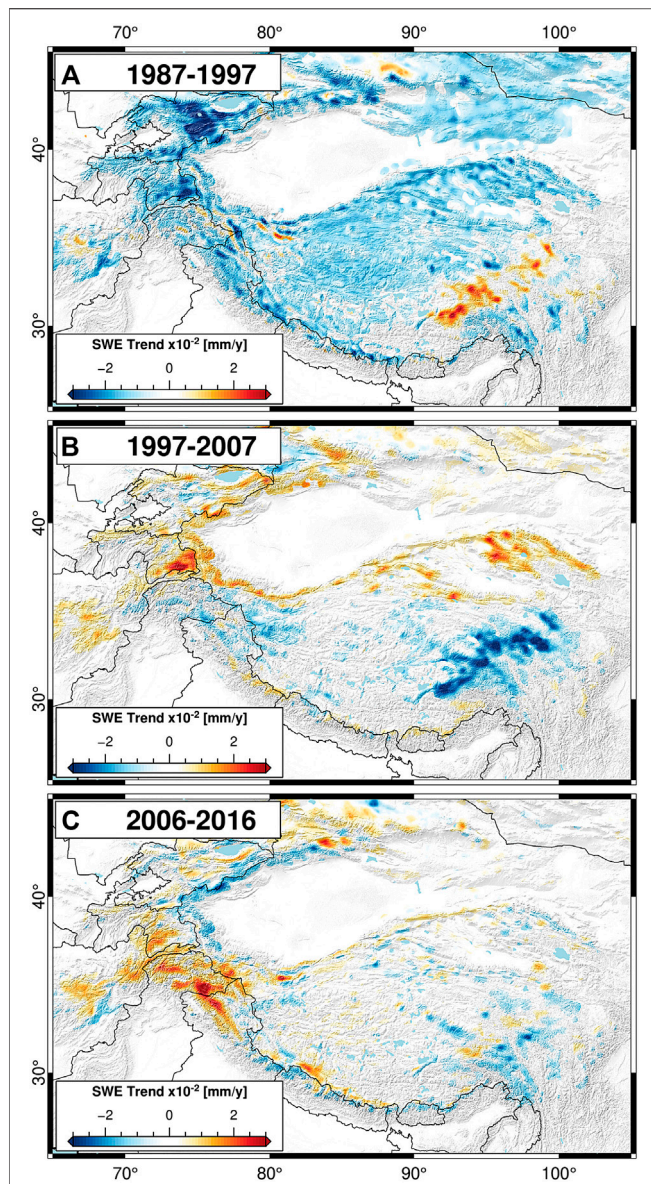 70° 80° 90° 100°
A 1987-1997
40°
30°
SWE Trend x10⁻² [mm/y]
−2 0 2
B 1997-2007
40°
30°
SWE Trend x10⁻² [mm/y]
−2 0 2
C 2006-2016
40°
30°
SWE Trend x10⁻² [mm/y]
−2 0 2
70° 80° 90° 100°